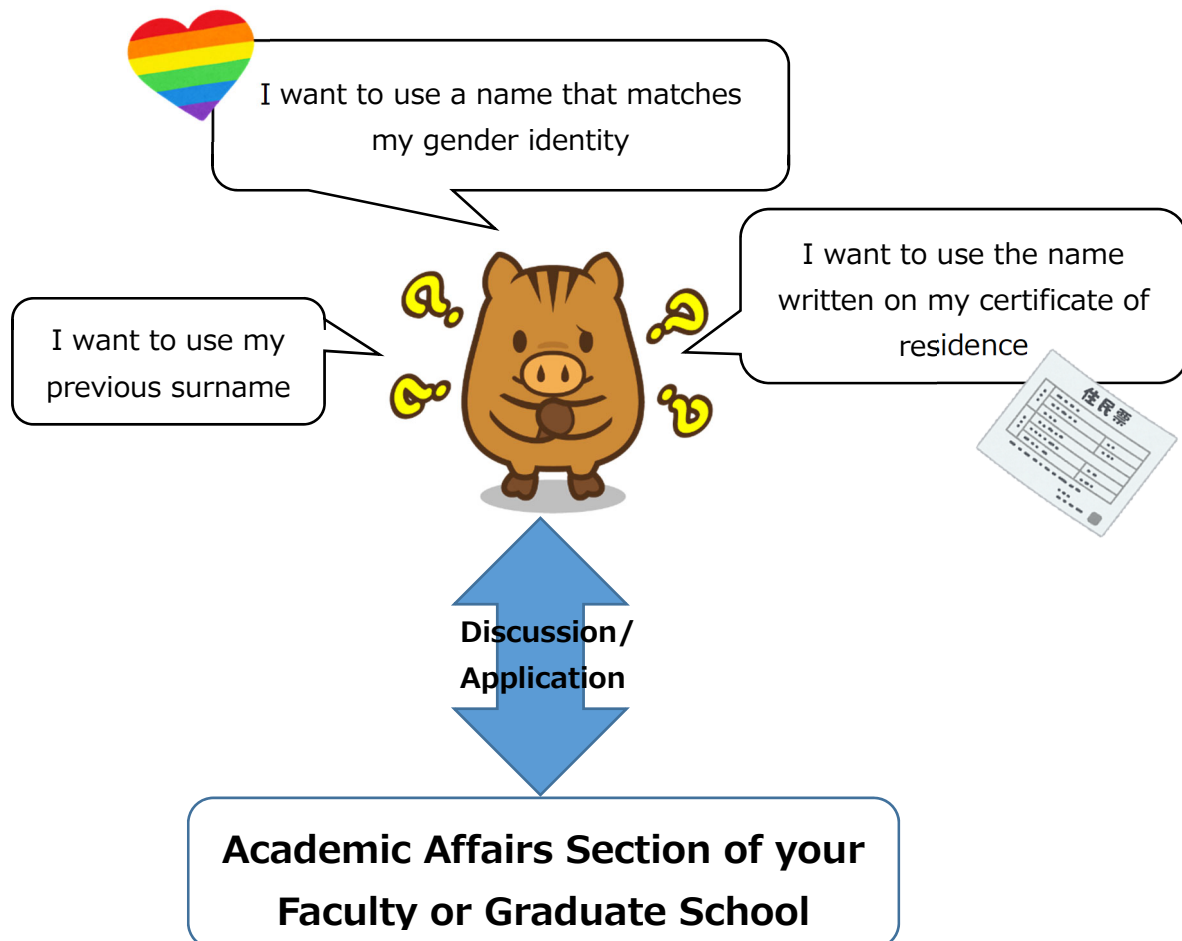 I want to use a name that matches
my gender identity
I want to use the name
written on my certificate of
residence
I want to use my
previous surname
住民票
Discussion/
Application
Academic Affairs Section of your
Faculty or Graduate School